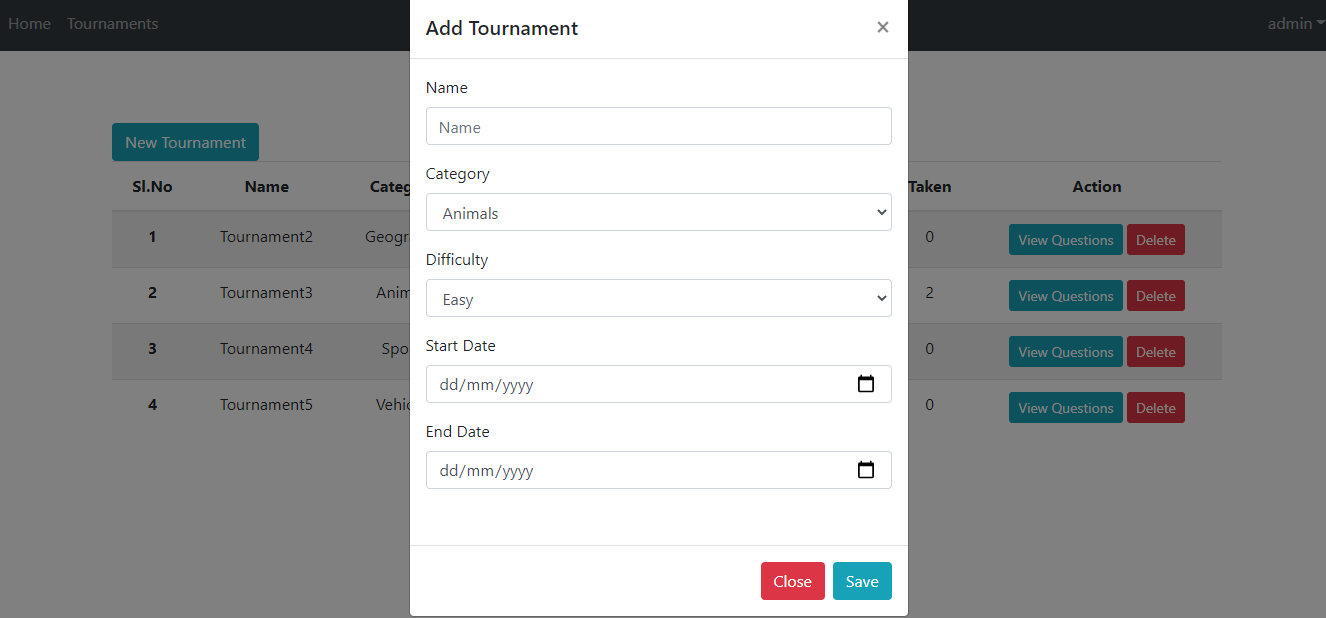 Home Tournaments admin
Add Tournament ×
Name
Name
Category
Animals
Difficulty
Easy
Start Date
dd/mm/yyyy
End Date
dd/mm/yyyy
Close Save
New Tournament
Sl.No Name Categ Taken Action
1 Tournament2 Geogr 0 View Questions Delete
2 Tournament3 Anim 2 View Questions Delete
3 Tournament4 Spo 0 View Questions Delete
4 Tournament5 Vehic 0 View Questions Delete